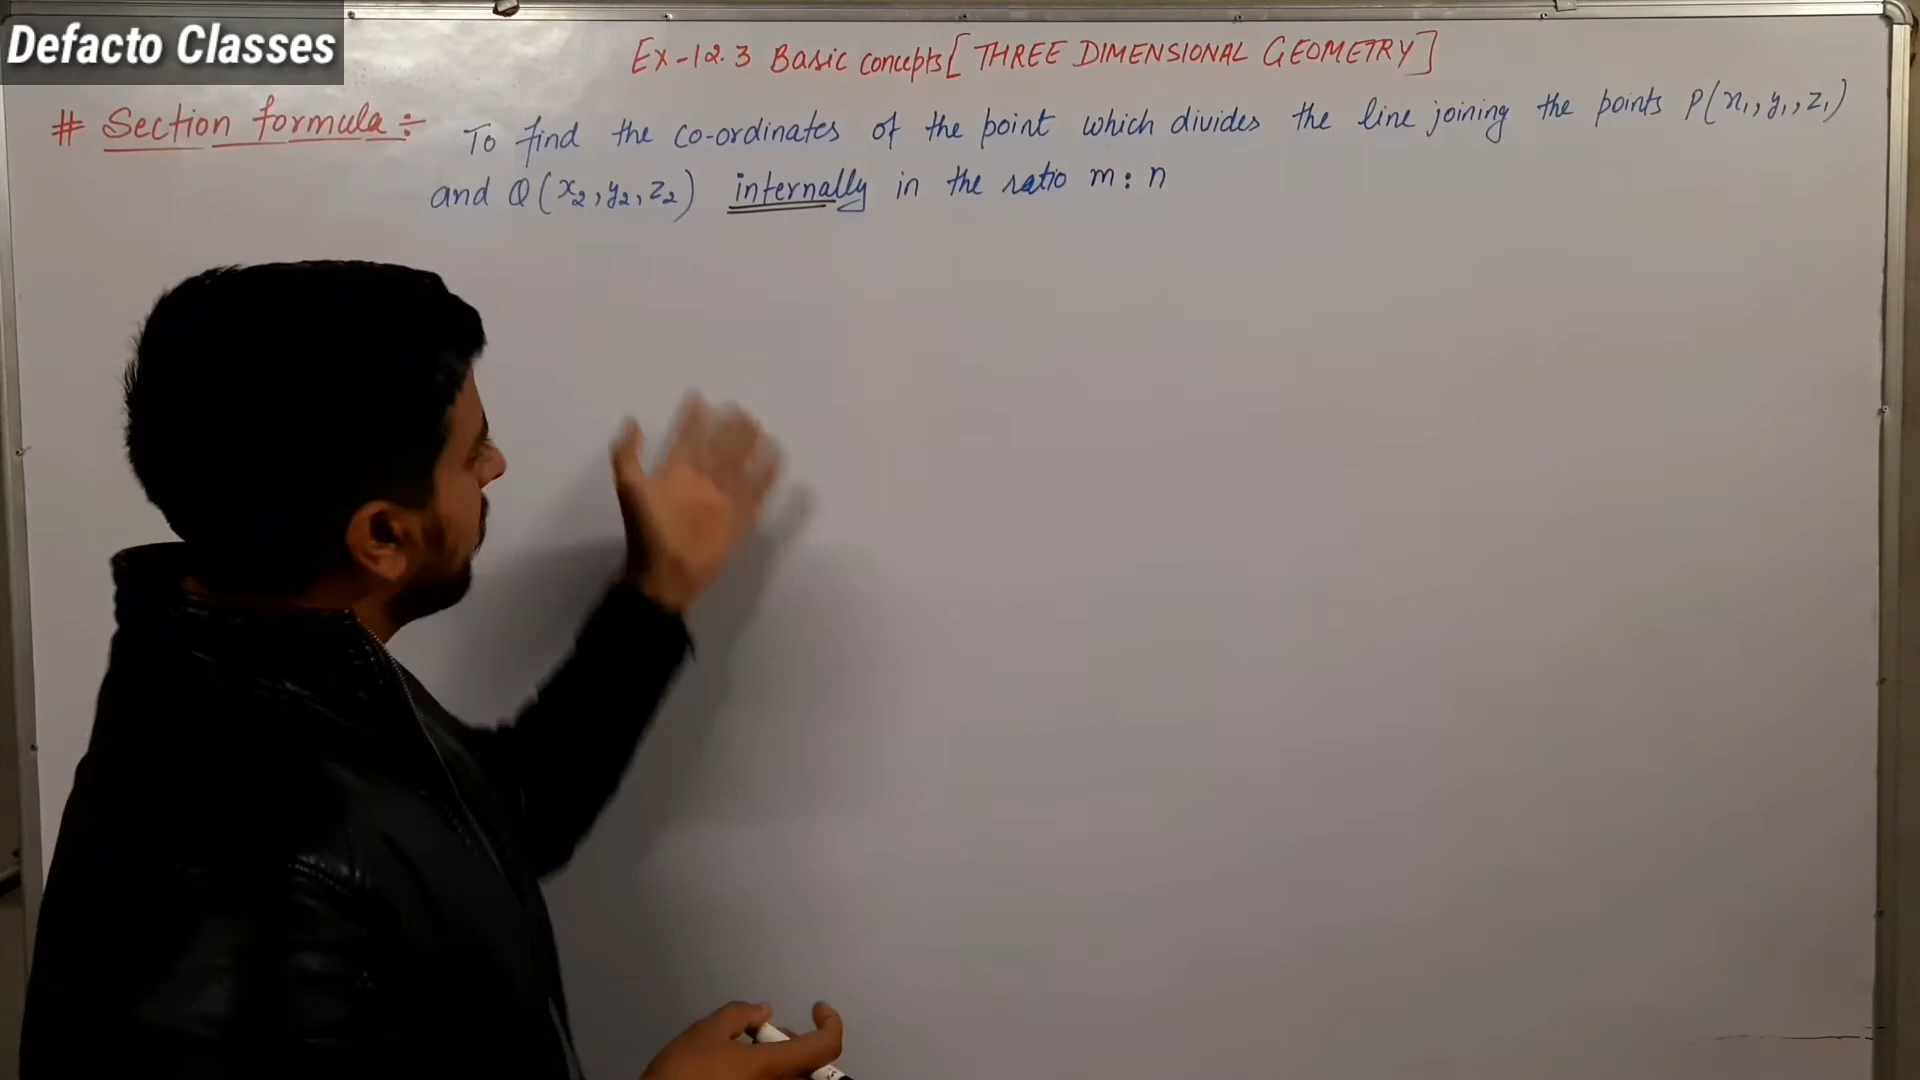 Defacto Classes
Ex-12.3 Basic concepts [THREE DIMENSIONAL GEOMETRY]
# Section formula :- To find the co-ordinates of the point which divides the line joining the points P(x₁, y₁, z₁)
and Q(x₂, y₂, z₂) internally in the ratio m : n